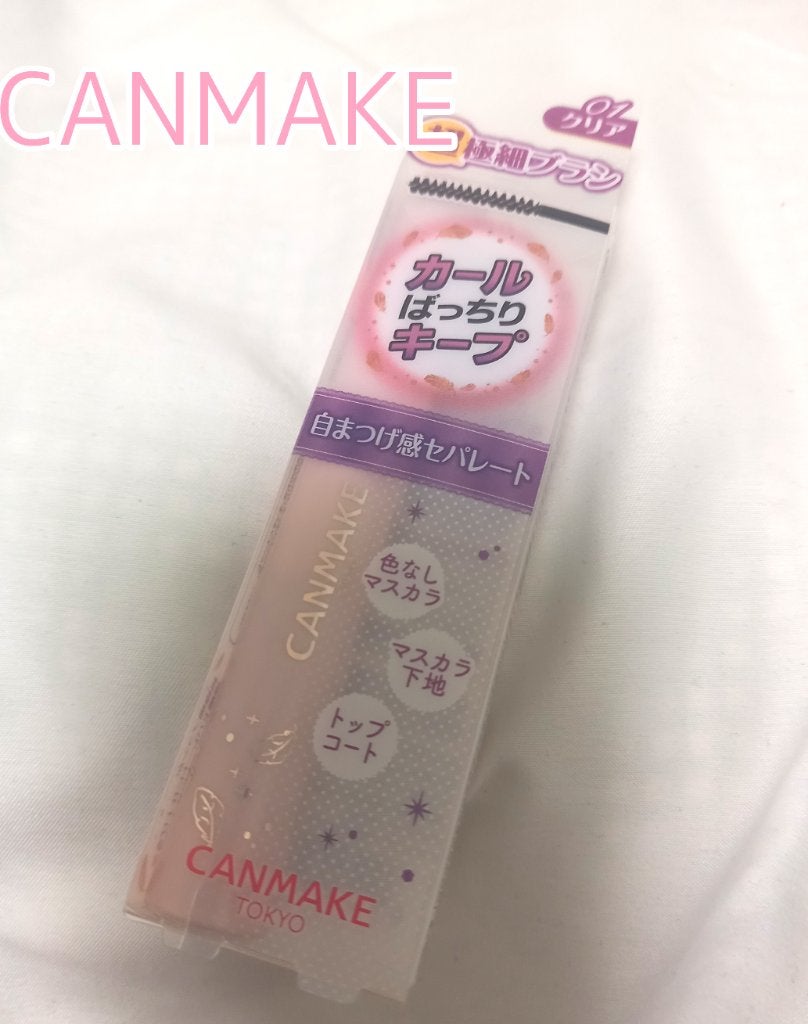 CANMAKE
01
クリア
極細ブラシ
カール
ばっちり
キープ
自まつげ感セパレート
CANMAKE
色なし
マスカラ
マスカラ
下地
トップ
コート
CANMAKE
TOKYO